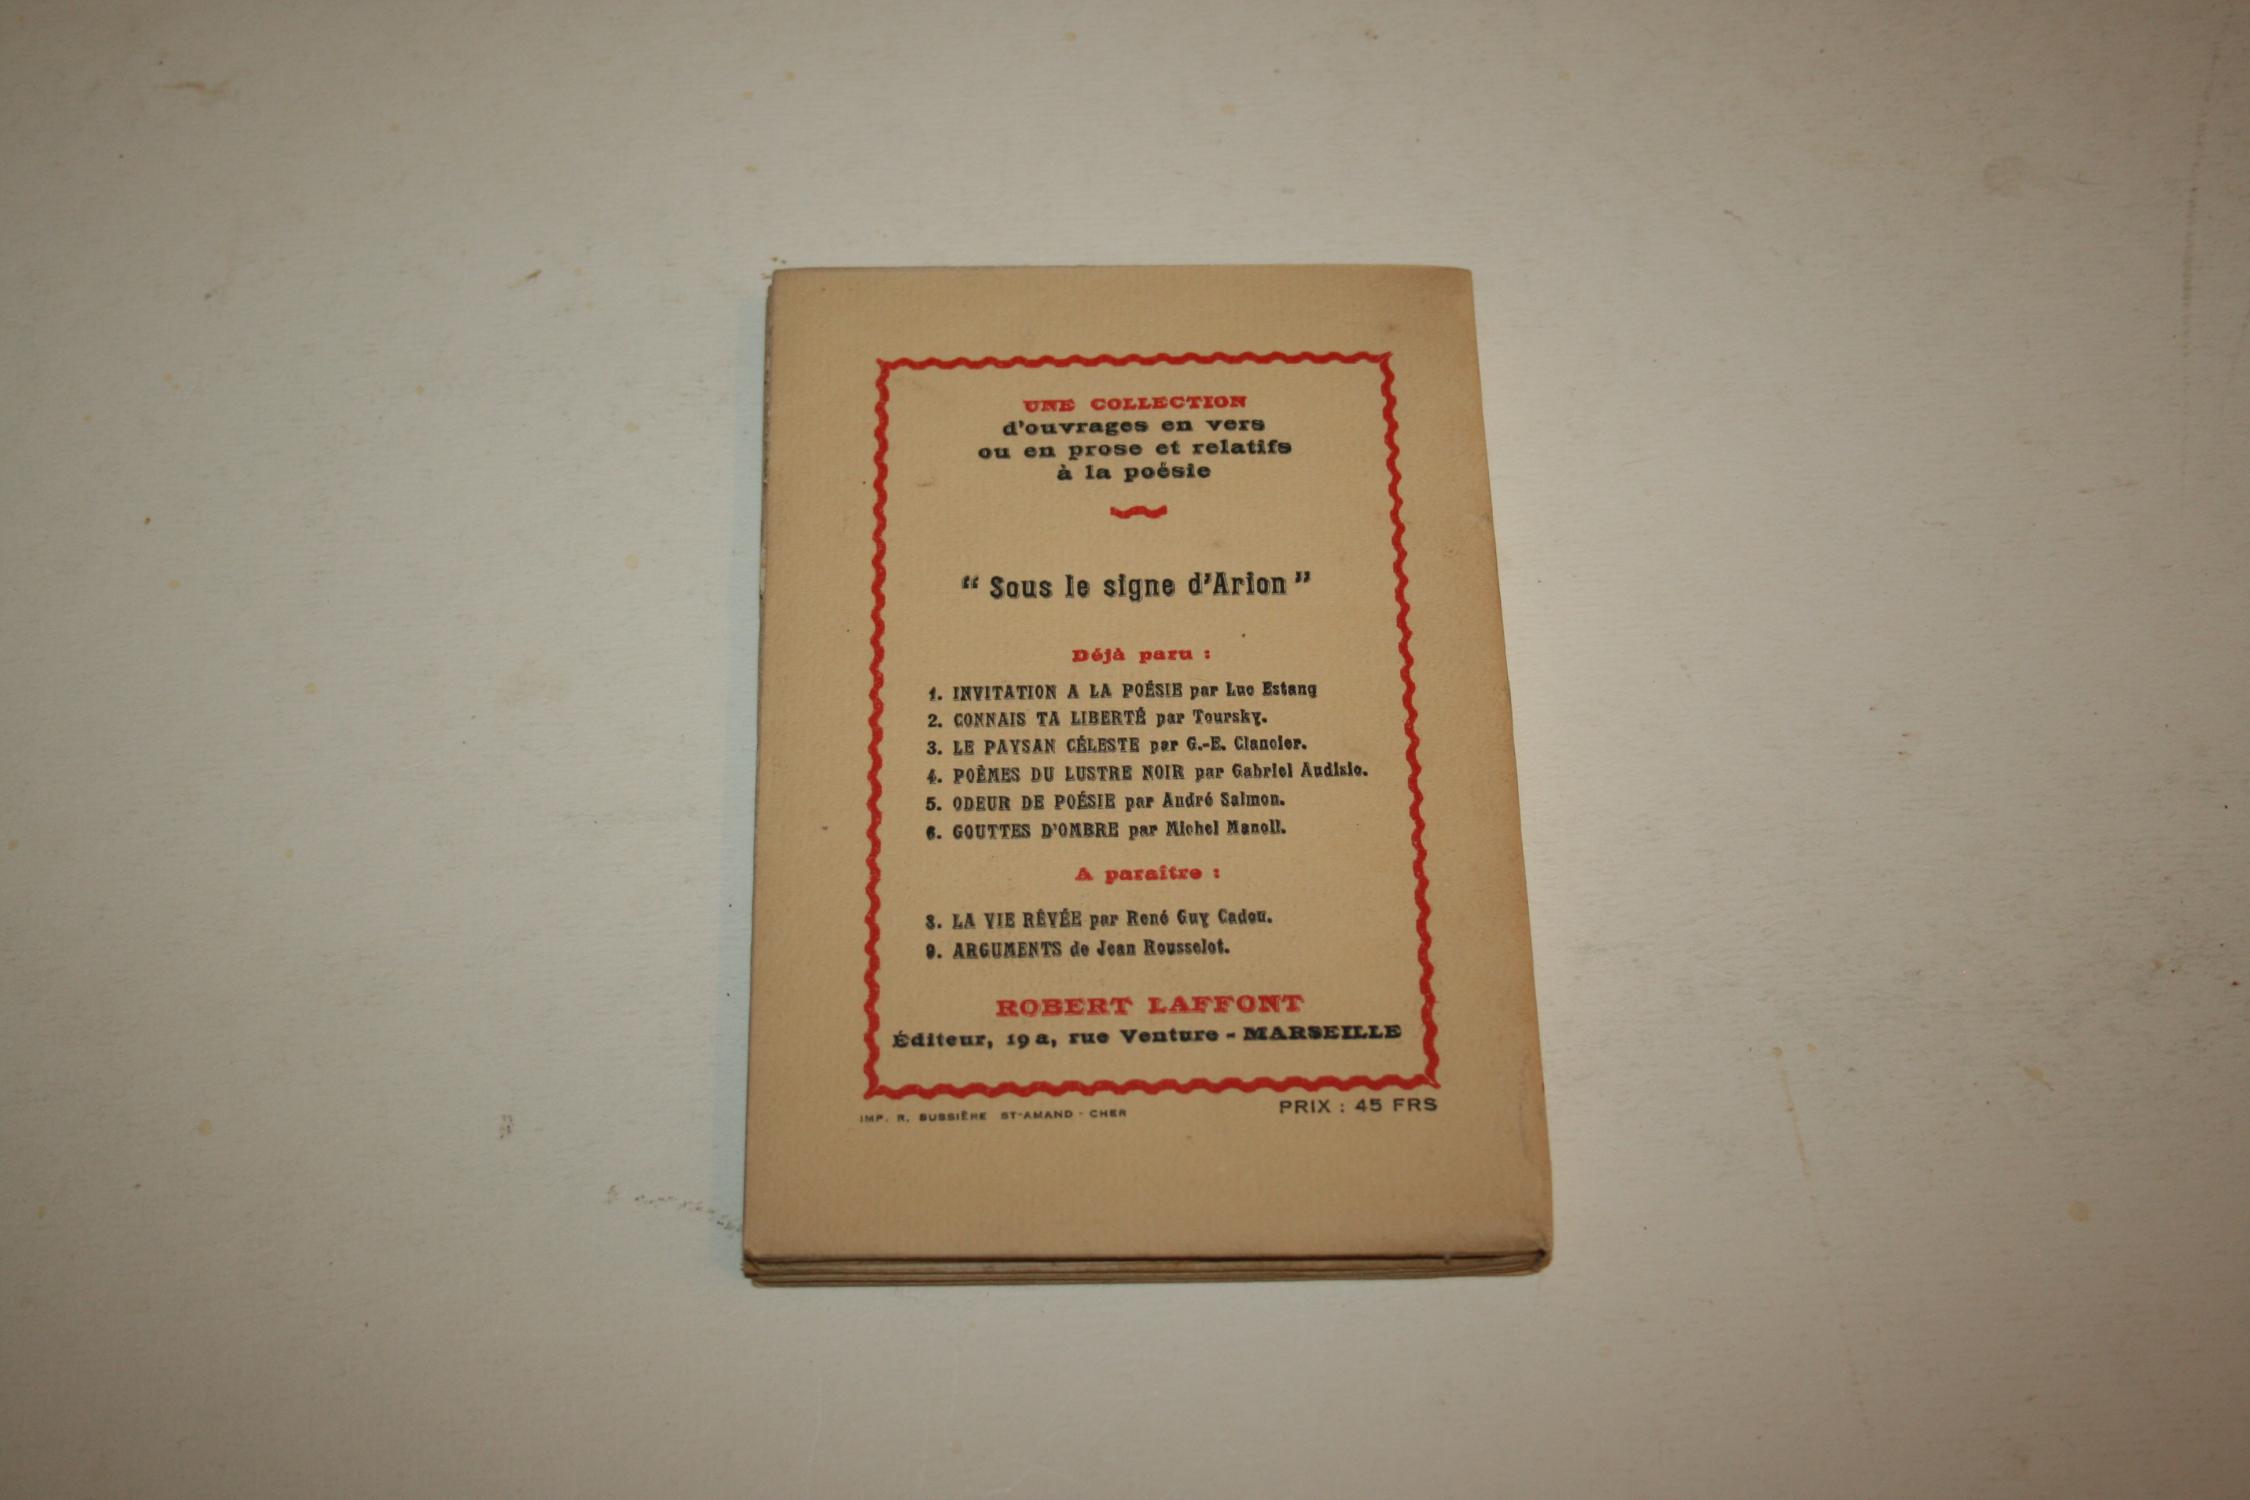 UNE COLLECTION
d'ouvrages en vers
ou en prose et relatifs
à la poésie
“ Sous le signe d'Arion ”
Déjà paru :
1. INVITATION A LA POÉSIE par Luc Estang
2. CONNAIS TA LIBERTÉ par Toursky.
3. LE PAYSAN CÉLESTE par G.-E. Clancier.
4. POÈMES DU LUSTRE NOIR par Gabriel Audisio.
5. ODEUR DE POÉSIE par André Salmon.
6. GOUTTES D'OMBRE par Michel Manoll.
A paraître :
8. LA VIE RÊVÉE par René Guy Cadou.
9. ARGUMENTS de Jean Rousselot.
ROBERT LAFFONT
Éditeur, 19 a, rue Venture - MARSEILLE
IMP. R. BUSSIÈRE ST-AMAND - CHER
PRIX : 45 FRS